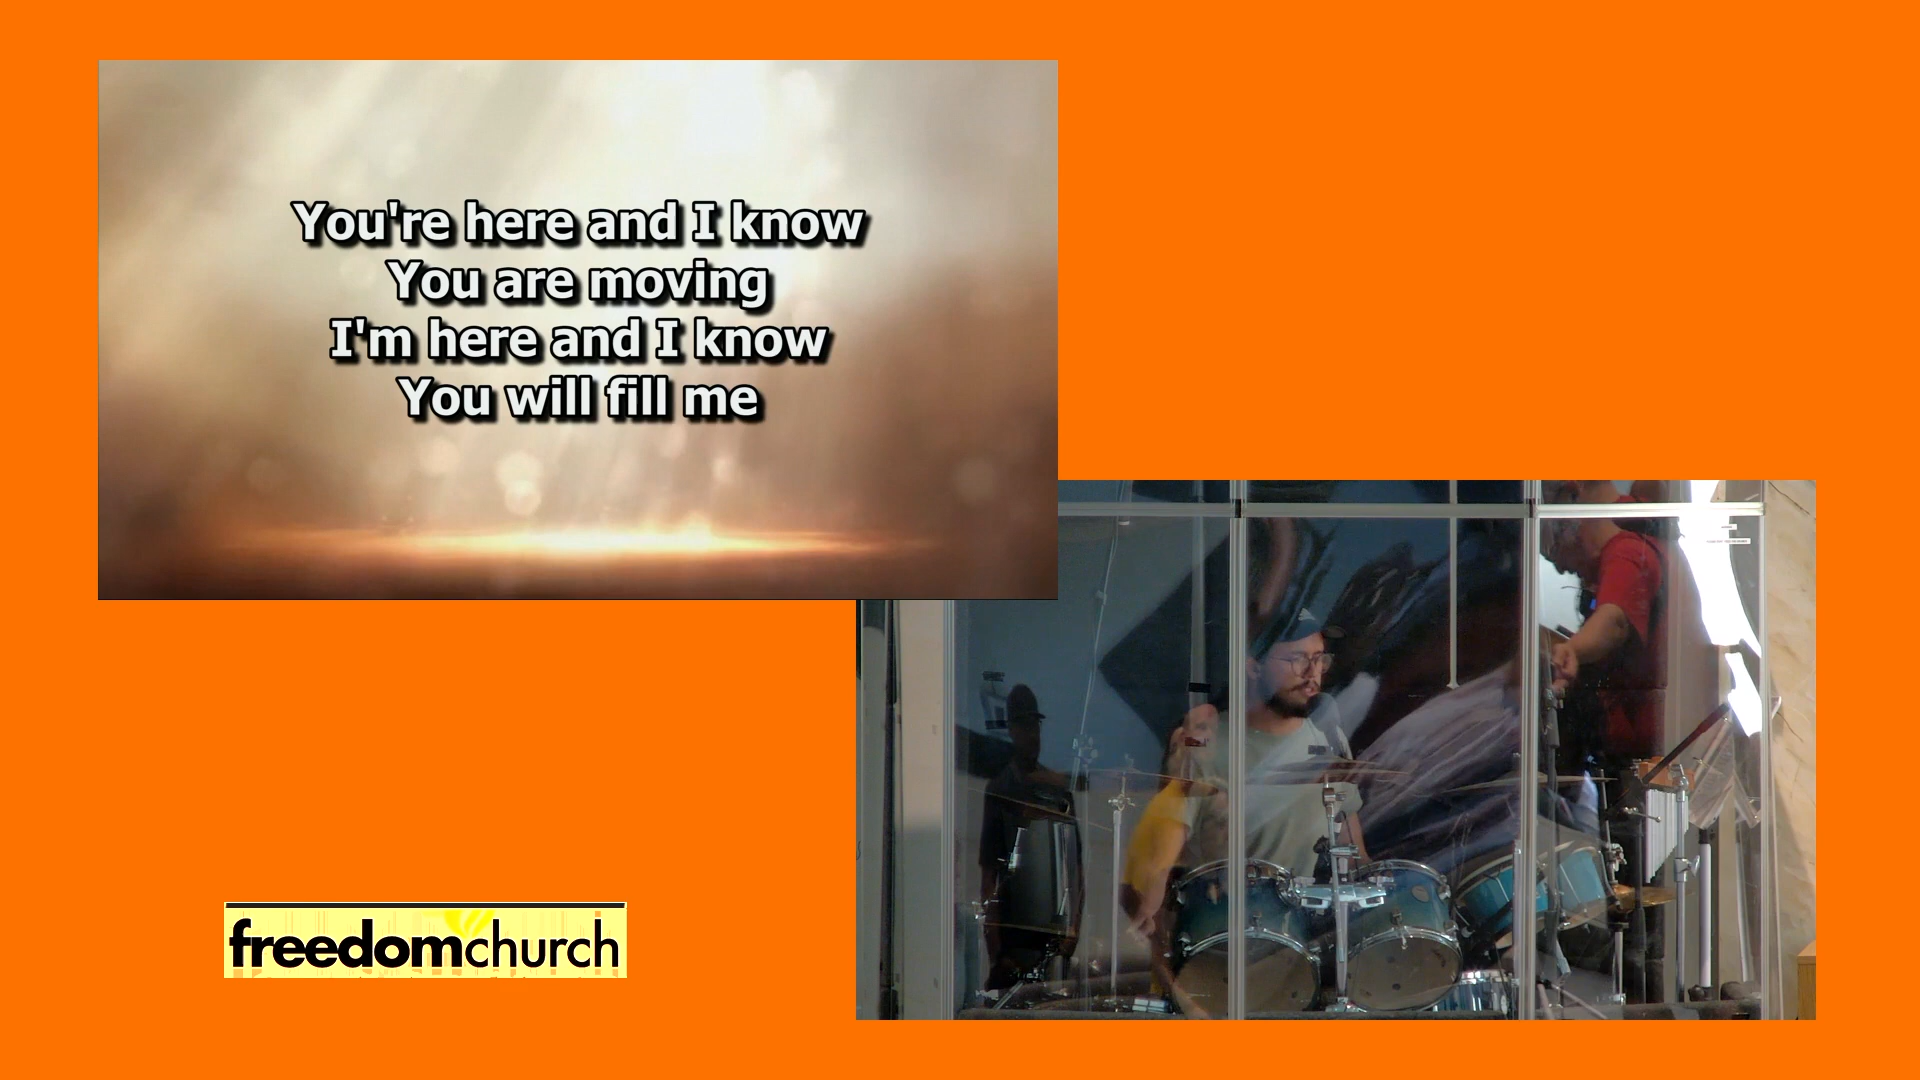 You're here and I know
You are moving
I'm here and I know
You will fill me
freedomchurch